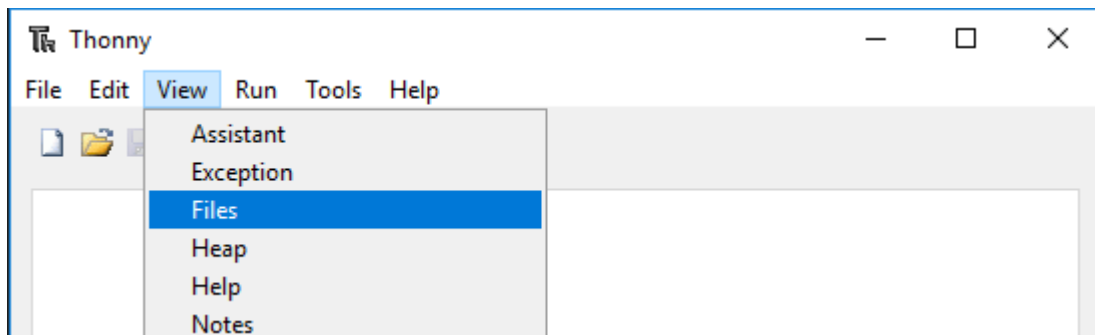 Thonny
File Edit View Run Tools Help
Assistant
Exception
Files
Heap
Help
Notes